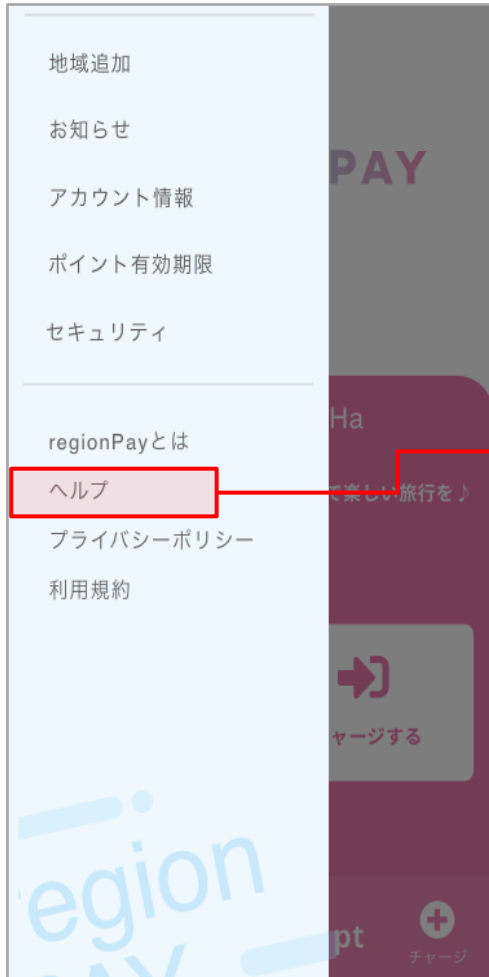 地域追加
お知らせ
PAY
アカウント情報
ポイント有効期限
セキュリティ
Ha
regionPayとは
ヘルプ
で楽しい旅行を♪
プライバシーポリシー
利用規約
ャージする
egion
PAY
pt
チャージ